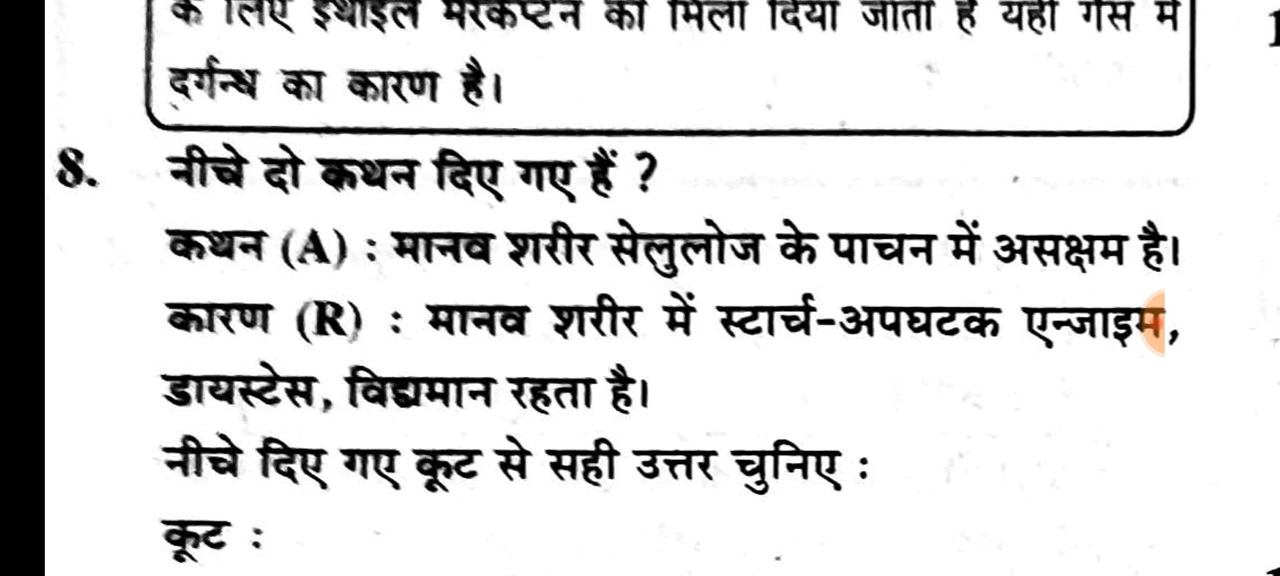 के लिए इथाइल मरकैप्टन को मिला दिया जाता है यही गैस में
दर्गन्ध का कारण है।
8. नीचे दो कथन दिए गए हैं ?
कथन (A) : मानव शरीर सेलुलोज के पाचन में असक्षम है।
कारण (R) : मानव शरीर में स्टार्च-अपघटक एन्जाइम,
डायस्टेस, विद्यमान रहता है।
नीचे दिए गए कूट से सही उत्तर चुनिए :
कूट :